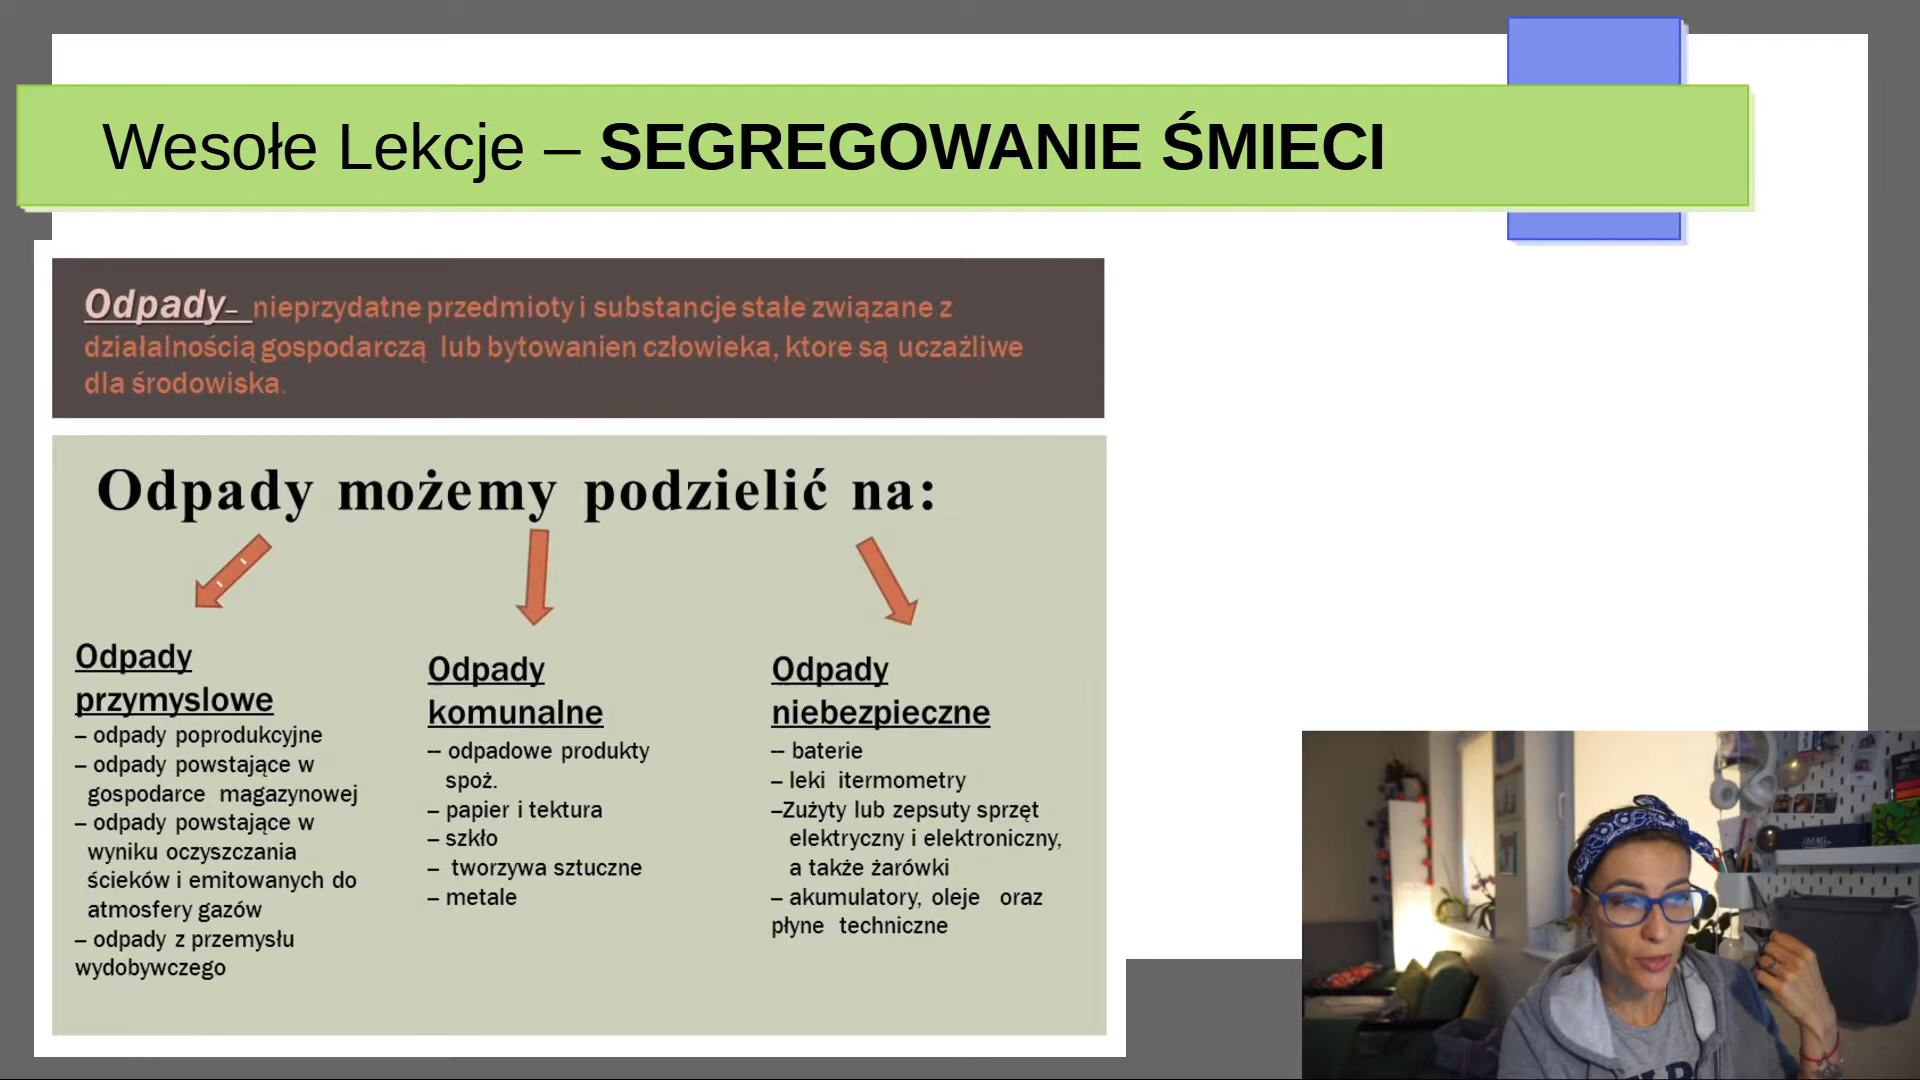 Wesołe Lekcje – SEGREGOWANIE ŚMIECI
Odpady– nieprzydatne przedmioty i substancje stałe związane z
działalnością gospodarczą lub bytowanien człowieka, ktore są uczażliwe
dla środowiska.
Odpady możemy podzielić na:
Odpady
przymyslowe
– odpady poprodukcyjne
– odpady powstające w
gospodarce magazynowej
– odpady powstające w
wyniku oczyszczania
ścieków i emitowanych do
atmosfery gazów
– odpady z przemysłu
wydobywczego
Odpady
komunalne
– odpadowe produkty
spoż.
– papier i tektura
– szkło
– tworzywa sztuczne
– metale
Odpady
niebezpieczne
– baterie
– leki itermometry
–Zużyty lub zepsuty sprzęt
elektryczny i elektroniczny,
a także żarówki
– akumulatory, oleje oraz
płyne techniczne